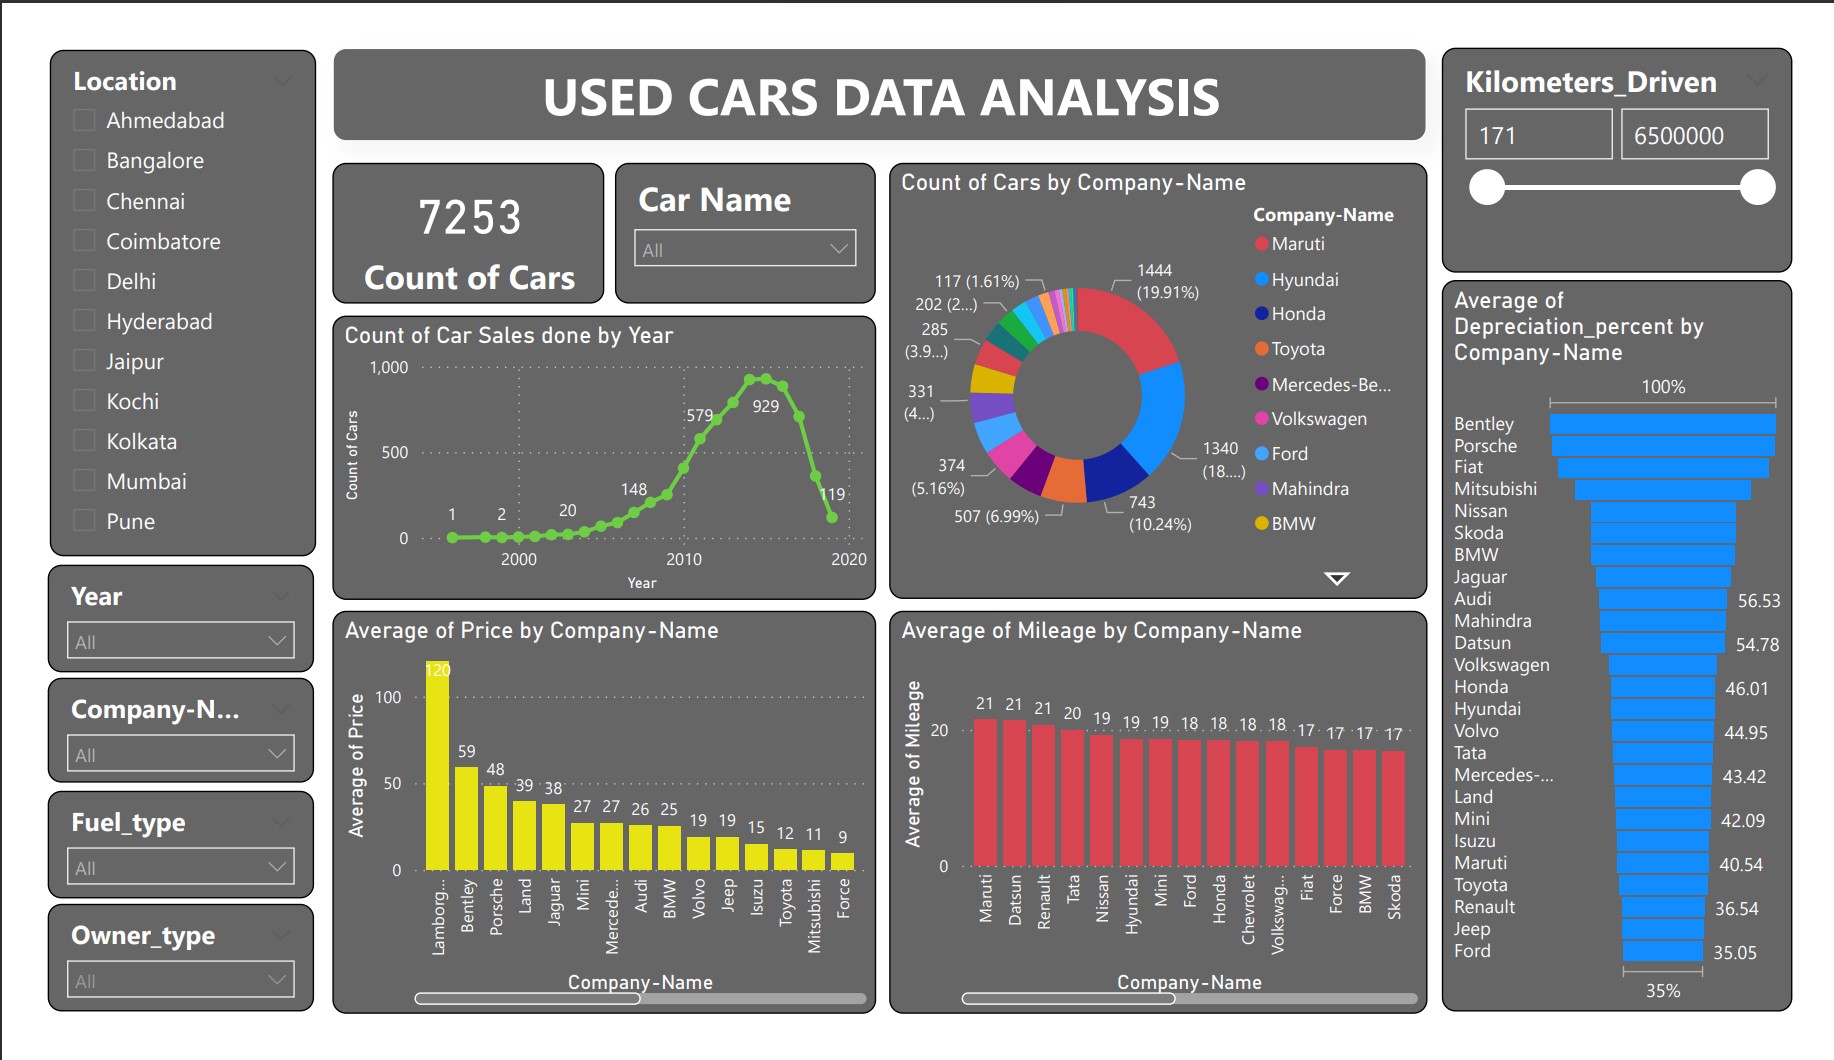 Location
Ahmedabad
Bangalore
Chennai
Coimbatore
Delhi
Hyderabad
Jaipur
Kochi
Kolkata
Mumbai
Pune
Year
All
Company-N...
All
Fuel_type
All
Owner_type
All
USED CARS DATA ANALYSIS
7253
Count of Cars
Car Name
All
Count of Car Sales done by Year
Count of Cars
1,000
500
0
1
2
20
148
579
929
119
2000
2010
2020
Year
Count of Cars by Company-Name
1444
(19.91%)
1340
(18....)
743
(10.24%)
507 (6.99%)
374
(5.16%)
331
(4...)
285
(3.9...)
202 (2...)
117 (1.61%)
Company-Name
Maruti
Hyundai
Honda
Toyota
Mercedes-Be...
Volkswagen
Ford
Mahindra
BMW
Average of Price by Company-Name
Average of Price
100
50
0
120
59
48
39
38
27
27
26
25
19
19
15
12
11
9
Lamborg...
Bentley
Porsche
Land
Jaguar
Mini
Mercede...
Audi
BMW
Volvo
Jeep
Isuzu
Toyota
Mitsubishi
Force
Company-Name
Average of Mileage by Company-Name
Average of Mileage
20
0
21
21
21
20
19
19
19
18
18
18
18
17
17
17
17
Maruti
Datsun
Renault
Tata
Nissan
Hyundai
Mini
Ford
Honda
Chevrolet
Volkswag...
Fiat
Force
BMW
Skoda
Company-Name
Kilometers_Driven
171
6500000
Average of
Depreciation_percent by
Company-Name
100%
Bentley
Porsche
Fiat
Mitsubishi
Nissan
Skoda
BMW
Jaguar
Audi 56.53
Mahindra
Datsun 54.78
Volkswagen
Honda 46.01
Hyundai
Volvo 44.95
Tata
Mercedes-... 43.42
Land
Mini 42.09
Isuzu
Maruti 40.54
Toyota
Renault 36.54
Jeep
Ford 35.05
35%